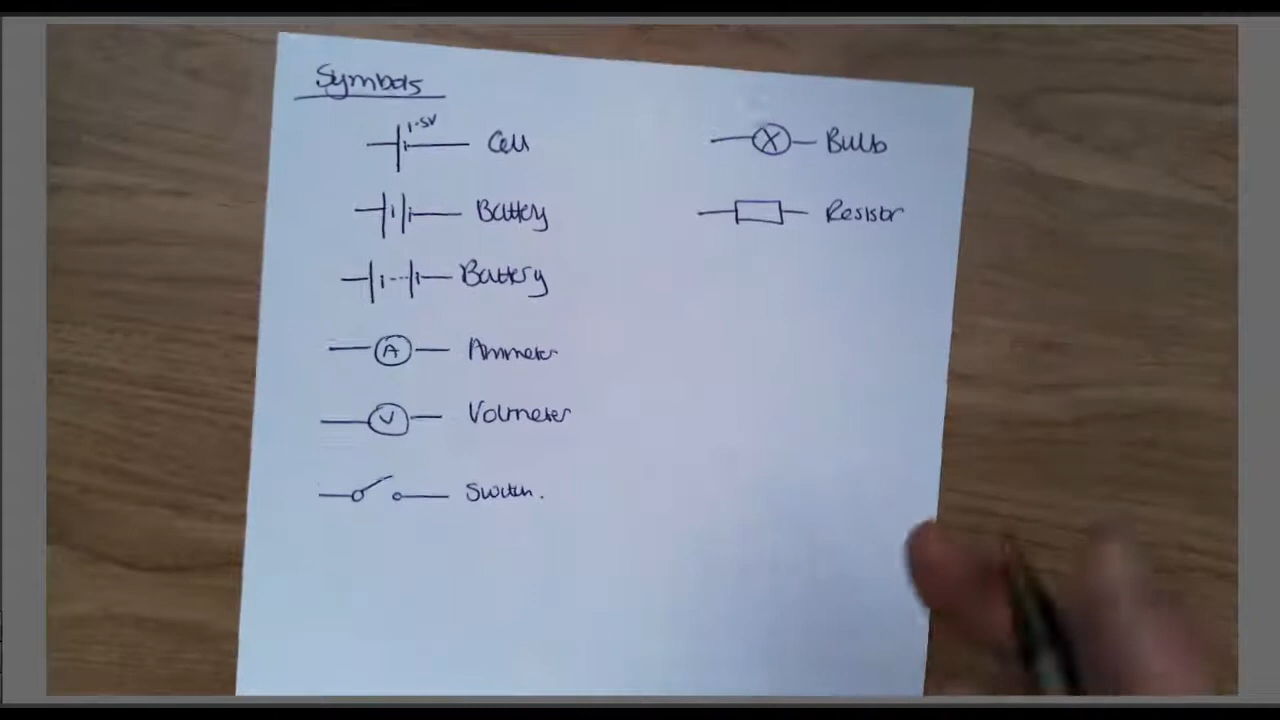 Symbols
1.5V
Cell
Battery
Battery
A Ammeter
V Voltmeter
Switch.
X Bulb
Resistor